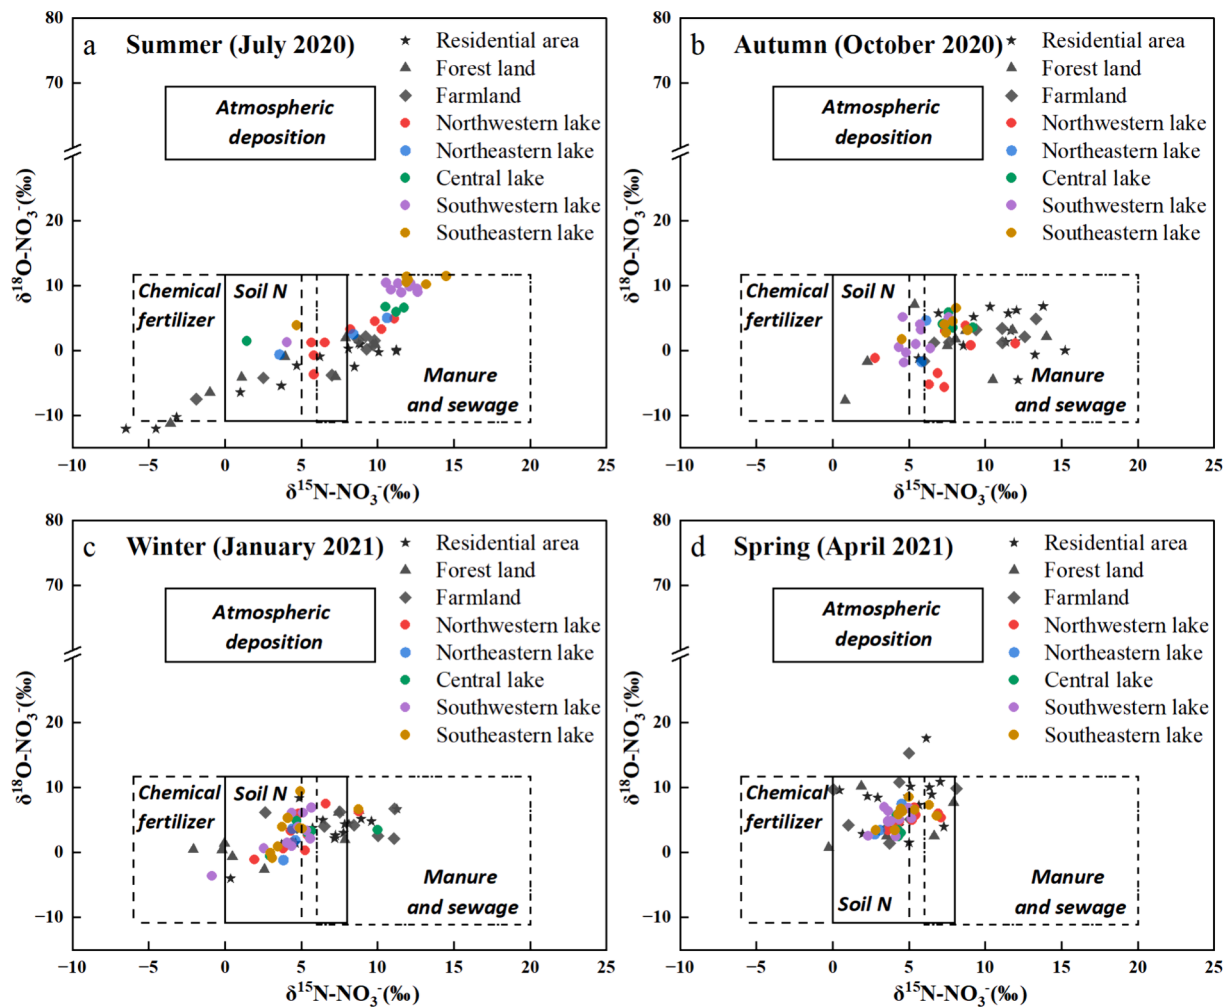 a Summer (July 2020)
Residential area
Forest land
Farmland
Northwestern lake
Northeastern lake
Central lake
Southwestern lake
Southeastern lake
Atmospheric
deposition
Chemical
fertilizer
Soil N
Manure
and sewage
80
70
20
10
0
−10
δ¹⁸O-NO₃⁻(‰)
−10 −5 0 5 10 15 20 25
δ¹⁵N-NO₃⁻(‰)
b Autumn (October 2020)
Residential area
Forest land
Farmland
Northwestern lake
Northeastern lake
Central lake
Southwestern lake
Southeastern lake
Atmospheric
deposition
Chemical
fertilizer
Soil N
Manure
and sewage
80
70
20
10
0
−10
δ¹⁸O-NO₃⁻(‰)
−10 −5 0 5 10 15 20 25
δ¹⁵N-NO₃⁻(‰)
c Winter (January 2021)
Residential area
Forest land
Farmland
Northwestern lake
Northeastern lake
Central lake
Southwestern lake
Southeastern lake
Atmospheric
deposition
Chemical
fertilizer
Soil N
Manure
and sewage
80
70
20
10
0
−10
δ¹⁸O-NO₃⁻(‰)
−10 −5 0 5 10 15 20 25
δ¹⁵N-NO₃⁻(‰)
d Spring (April 2021)
Residential area
Forest land
Farmland
Northwestern lake
Northeastern lake
Central lake
Southwestern lake
Southeastern lake
Atmospheric
deposition
Chemical
fertilizer
Soil N
Manure
and sewage
80
70
20
10
0
−10
δ¹⁸O-NO₃⁻(‰)
−10 −5 0 5 10 15 20 25
δ¹⁵N-NO₃⁻(‰)